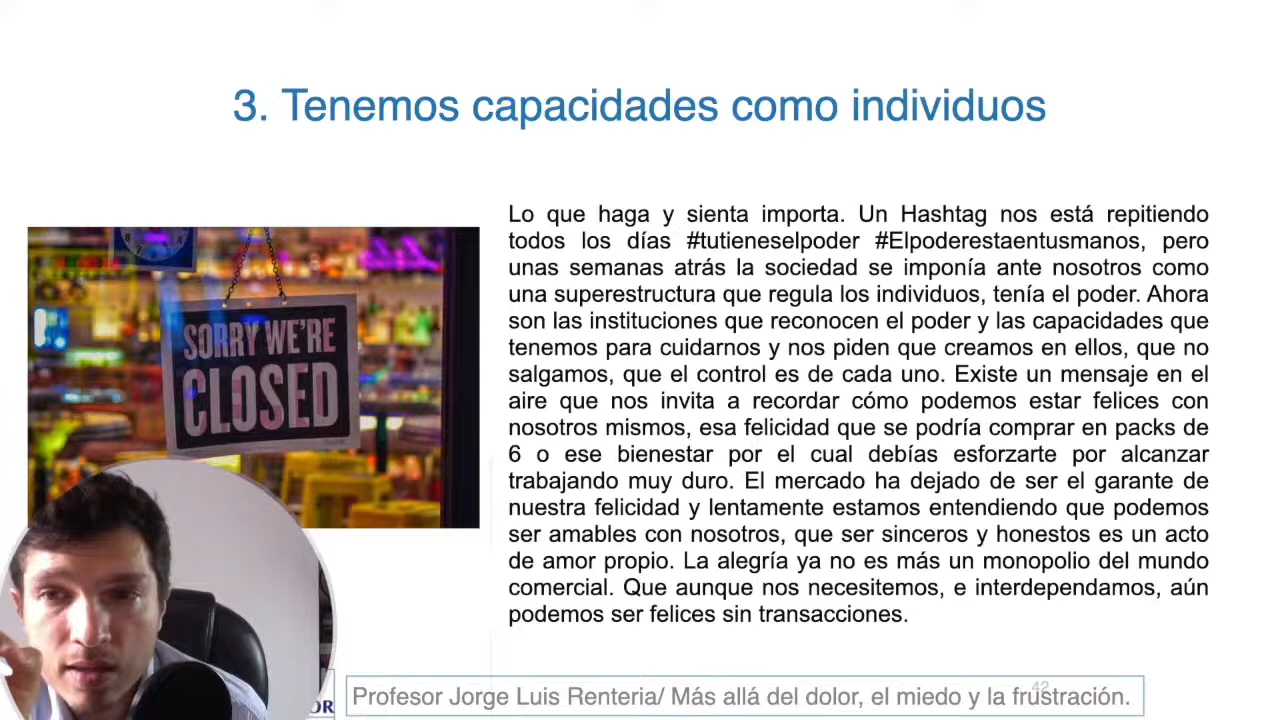 3. Tenemos capacidades como individuos
Lo que haga y sienta importa. Un Hashtag nos está repitiendo
todos los días #tutieneselpoder #Elpoderestaentusmanos, pero
unas semanas atrás la sociedad se imponía ante nosotros como
una superestructura que regula los individuos, tenía el poder. Ahora
son las instituciones que reconocen el poder y las capacidades que
tenemos para cuidarnos y nos piden que creamos en ellos, que no
salgamos, que el control es de cada uno. Existe un mensaje en el
aire que nos invita a recordar cómo podemos estar felices con
nosotros mismos, esa felicidad que se podría comprar en packs de
6 o ese bienestar por el cual debías esforzarte por alcanzar
trabajando muy duro. El mercado ha dejado de ser el garante de
nuestra felicidad y lentamente estamos entendiendo que podemos
ser amables con nosotros, que ser sinceros y honestos es un acto
de amor propio. La alegría ya no es más un monopolio del mundo
comercial. Que aunque nos necesitemos, e interdependamos, aún
podemos ser felices sin transacciones.
SORRY WE'RE
CLOSED
OR
42
Profesor Jorge Luis Renteria/ Más allá del dolor, el miedo y la frustración.